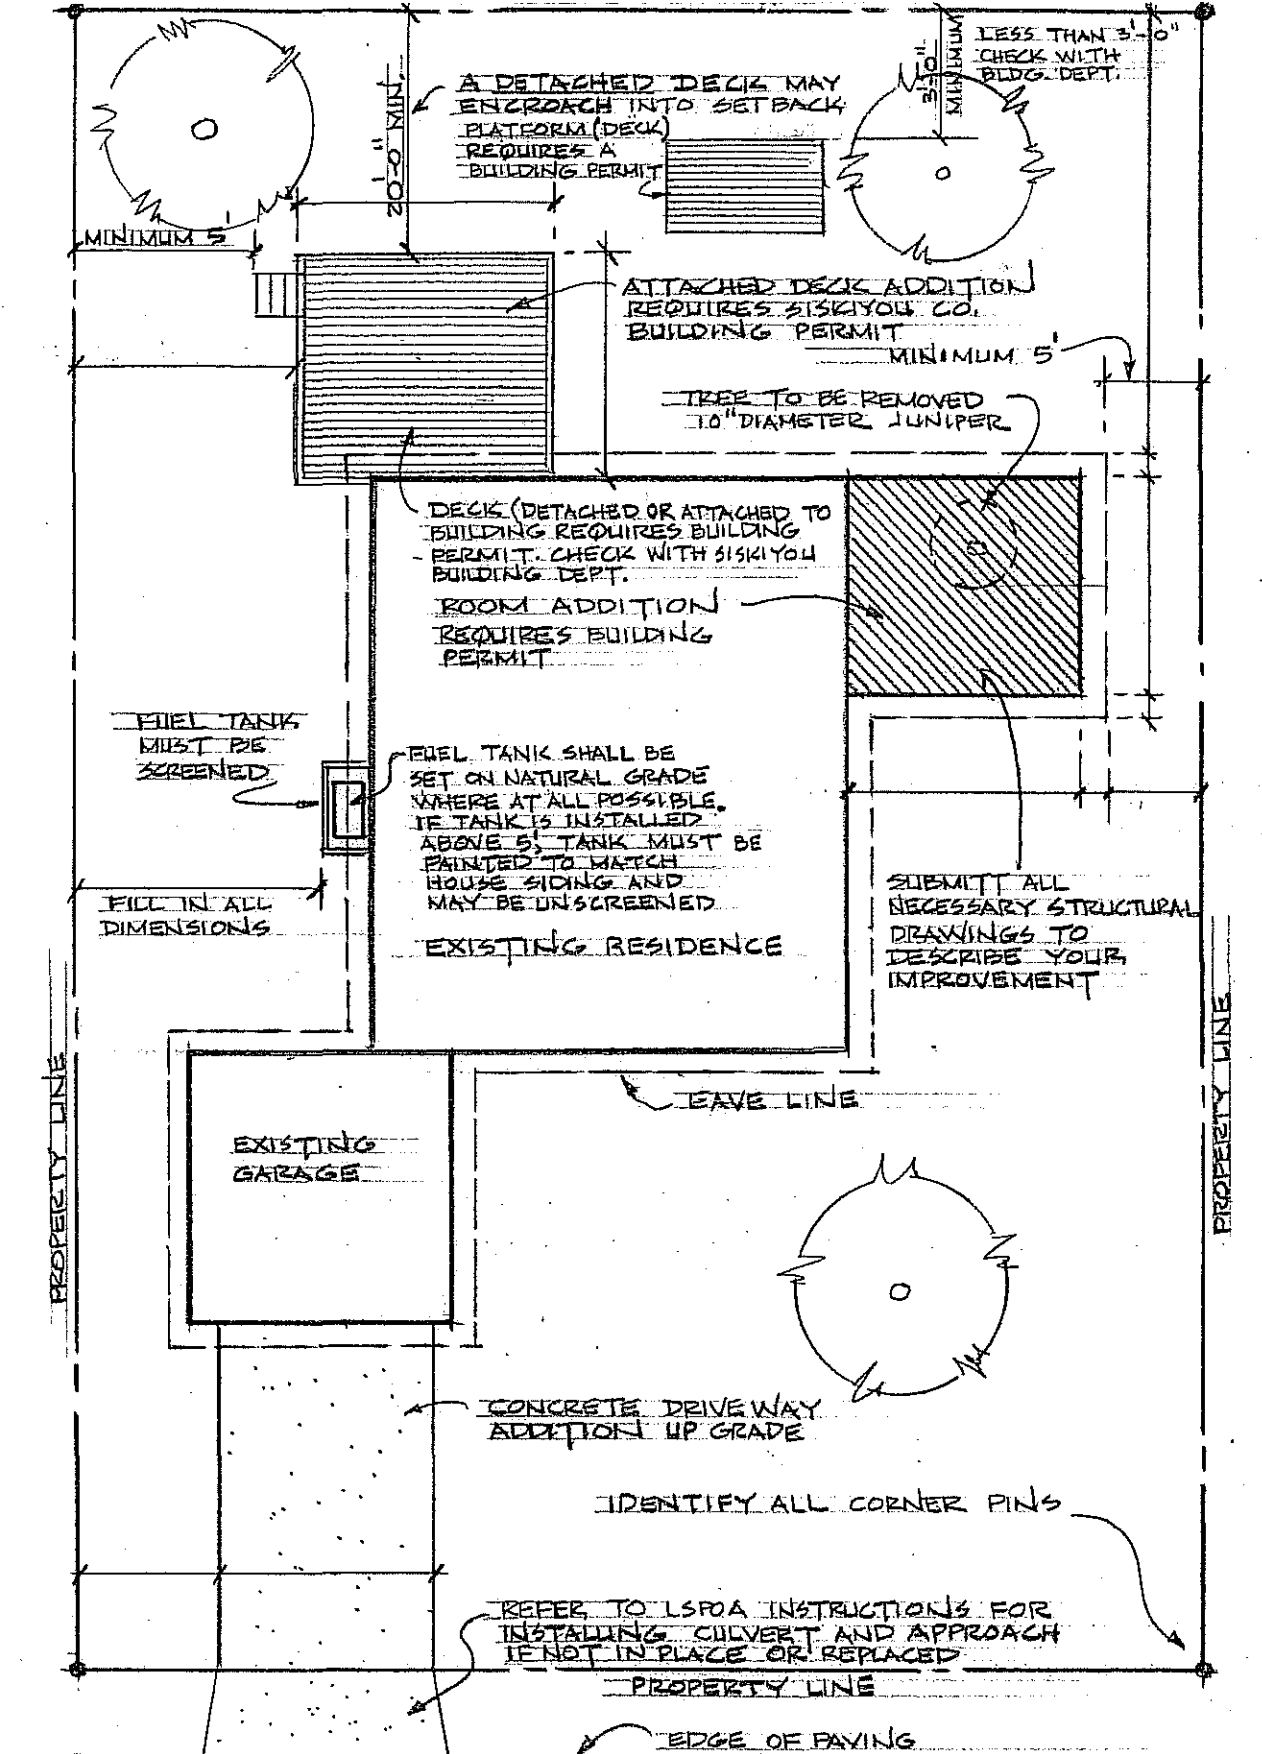 LESS THAN 3'-0"
CHECK WITH
BLDG. DEPT.
3'-0"
MINIMUM
20'-0" MIN.
A DETACHED DECK MAY
ENCROACH INTO SETBACK
PLATFORM (DECK)
REQUIRES A
BUILDING PERMIT
MINIMUM 5'
ATTACHED DECK ADDITION
REQUIRES SISKIYOU CO.
BUILDING PERMIT
MINIMUM 5'
TREE TO BE REMOVED
10" DIAMETER JUNIPER
DECK (DETACHED OR ATTACHED TO
BUILDING REQUIRES BUILDING
PERMIT. CHECK WITH SISKIYOU
BUILDING DEPT.
ROOM ADDITION
REQUIRES BUILDING
PERMIT
FUEL TANK
MUST BE
SCREENED
FUEL TANK SHALL BE
SET ON NATURAL GRADE
WHERE AT ALL POSSIBLE.
IF TANK IS INSTALLED
ABOVE 5', TANK MUST BE
PAINTED TO MATCH
HOUSE SIDING AND
MAY BE UNSCREENED
FILL IN ALL
DIMENSIONS
SUBMITT ALL
NECESSARY STRUCTURAL
DRAWINGS TO
DESCRIBE YOUR
IMPROVEMENT
EXISTING RESIDENCE
PROPERTY LINE
PROPERTY LINE
EAVE LINE
EXISTING
GARAGE
CONCRETE DRIVEWAY
ADDITION UP GRADE
IDENTIFY ALL CORNER PINS
REFER TO LSPOA INSTRUCTIONS FOR
INSTALLING CULVERT AND APPROACH
IF NOT IN PLACE OR REPLACED
PROPERTY LINE
EDGE OF PAVING